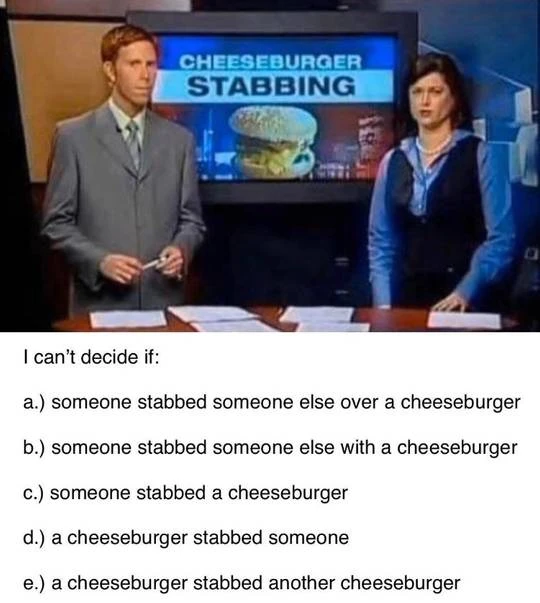 CHEESEBURGER
STABBING
I can't decide if:
a.) someone stabbed someone else over a cheeseburger
b.) someone stabbed someone else with a cheeseburger
c.) someone stabbed a cheeseburger
d.) a cheeseburger stabbed someone
e.) a cheeseburger stabbed another cheeseburger